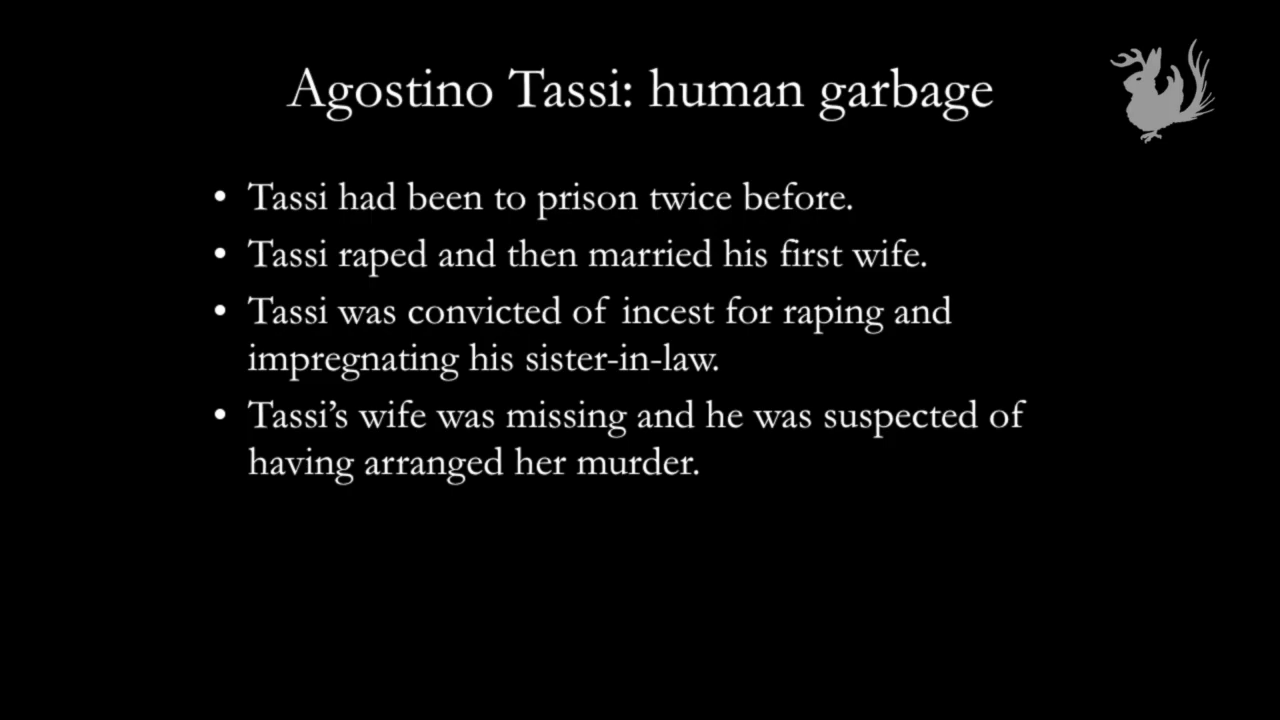 Agostino Tassi: human garbage
• Tassi had been to prison twice before.
• Tassi raped and then married his first wife.
• Tassi was convicted of incest for raping and
impregnating his sister-in-law.
• Tassi’s wife was missing and he was suspected of
having arranged her murder.